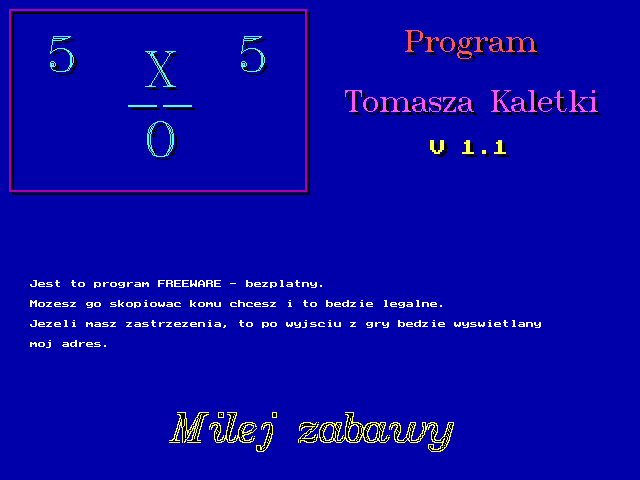 5 5
X
O
Program
Tomasza Kaletki
V 1.1
Jest to program FREEWARE - bezplatny.
Mozesz go skopiowac komu chcesz i to bedzie legalne.
Jezeli masz zastrzezenia, to po wyjsciu z gry bedzie wyswietlany
moj adres.
Milej zabawy